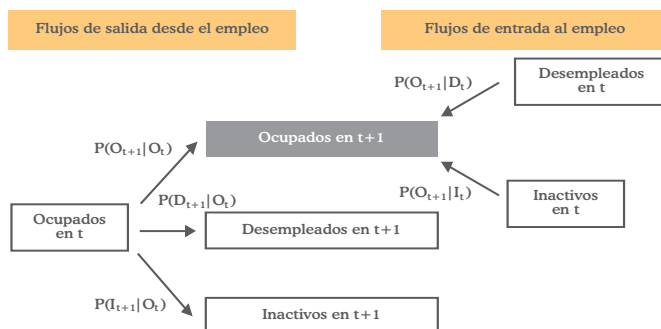 Flujos de salida desde el empleo
Flujos de entrada al empleo
P(Oₜ₊₁|Dₜ)
Desempleados
en t
Ocupados en t+1
P(Oₜ₊₁|Oₜ)
P(Oₜ₊₁|Iₜ)
Inactivos
en t
P(Dₜ₊₁|Oₜ)
Ocupados
en t
Desempleados en t+1
P(Iₜ₊₁|Oₜ)
Inactivos en t+1